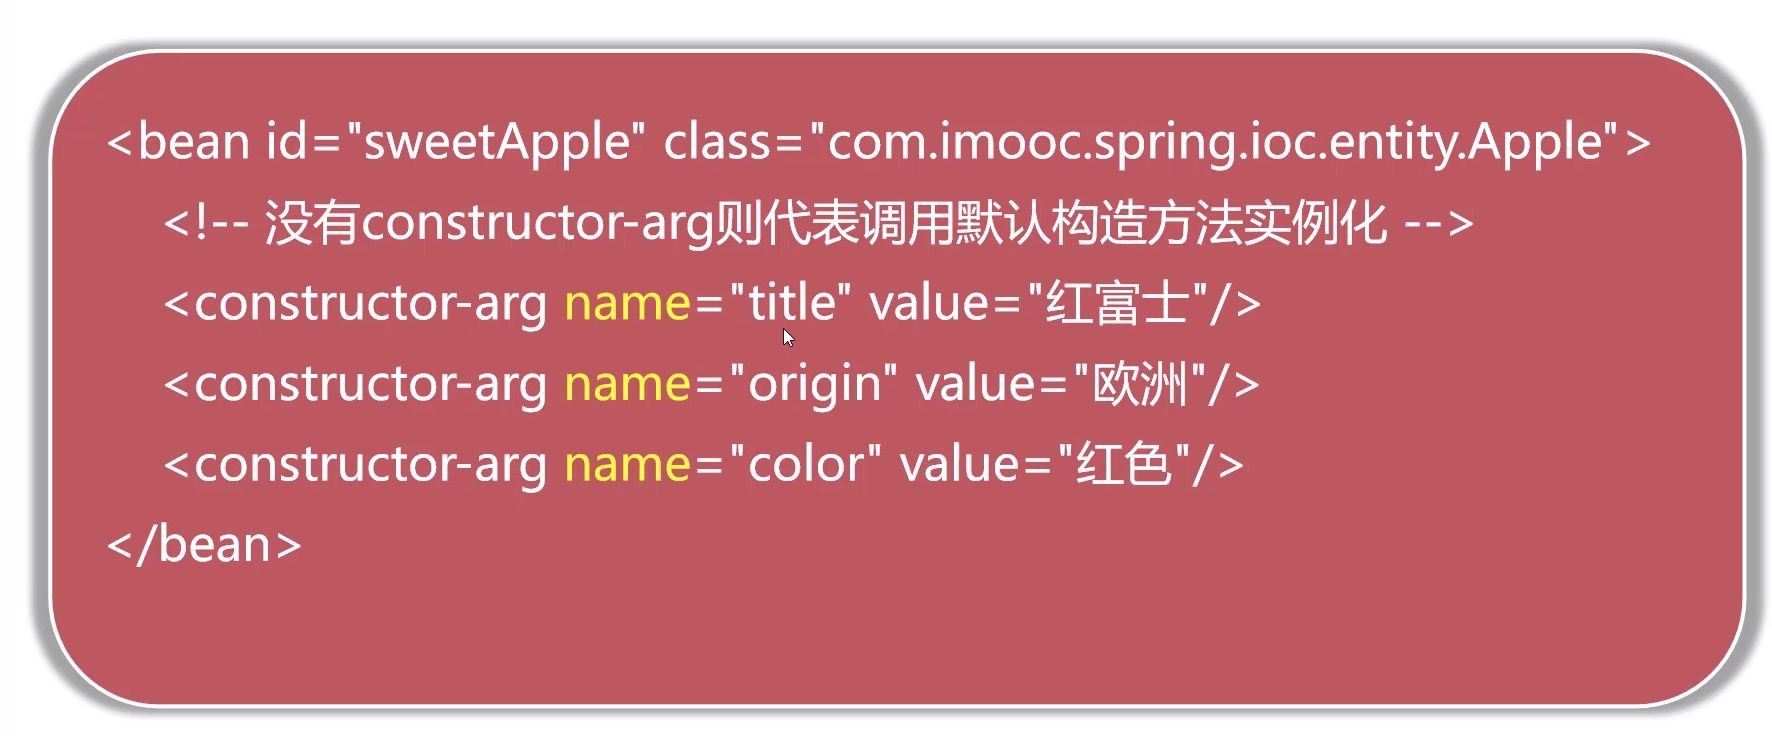 <bean id="sweetApple" class="com.imooc.spring.ioc.entity.Apple">
<!-- 没有constructor-arg则代表调用默认构造方法实例化 -->
<constructor-arg name="title" value="红富士"/>
<constructor-arg name="origin" value="欧洲"/>
<constructor-arg name="color" value="红色"/>
</bean>